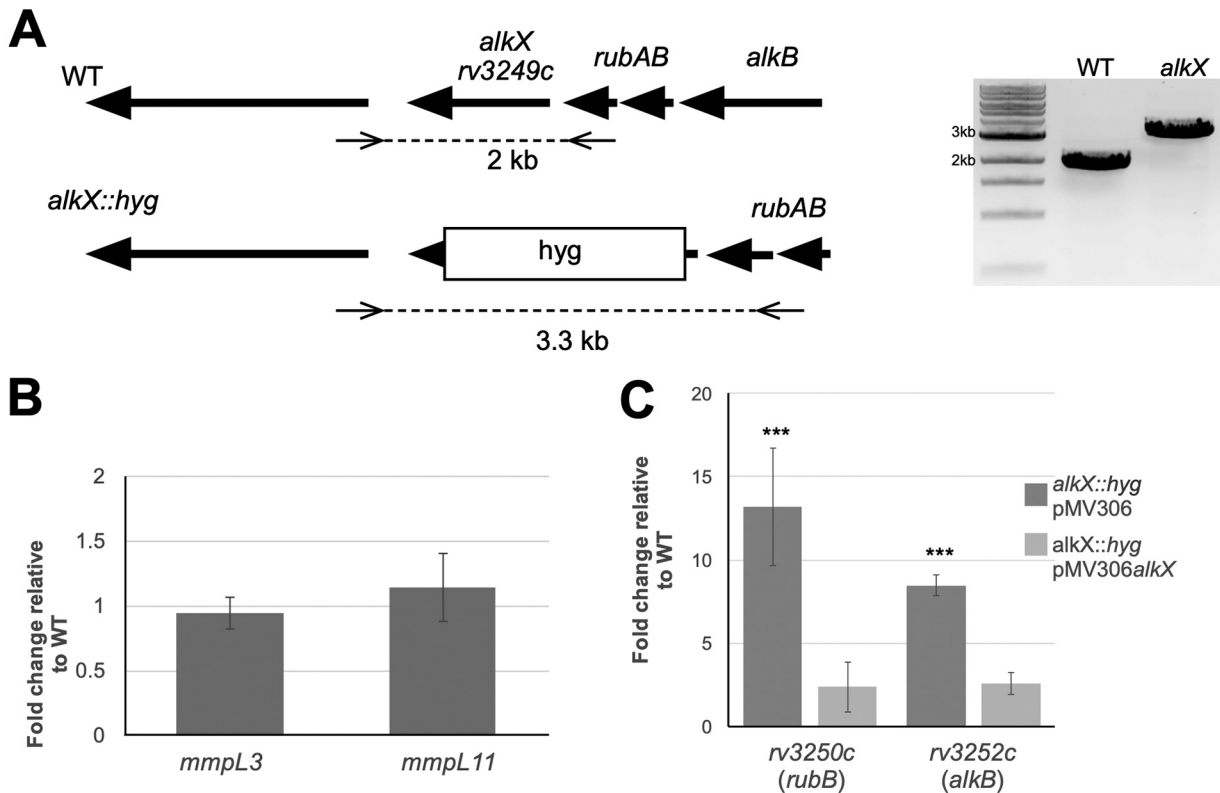 A
WT
alkX
rv3249c
rubAB
alkB
2 kb
alkX::hyg
rubAB
hyg
3.3 kb
WT alkX
3kb
2kb
B
Fold change relative
to WT
2
1.5
1
0.5
0
mmpL3 mmpL11
C
Fold change relative
to WT
20
15
10
5
0
***
***
rv3250c
(rubB)
rv3252c
(alkB)
alkX::hyg
pMV306
alkX::hyg
pMV306alkX